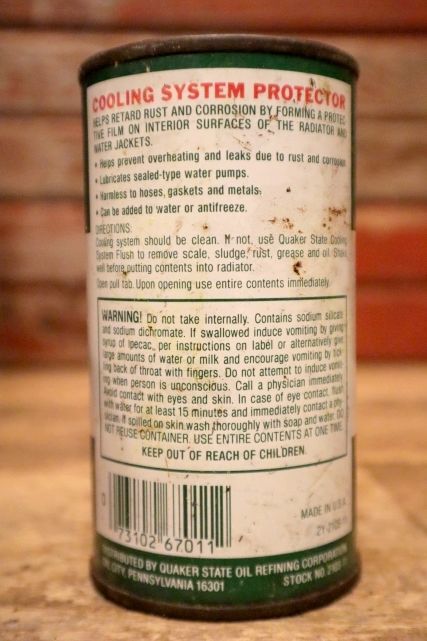 COOLING SYSTEM PROTECTOR
HELPS RETARD RUST AND CORROSION BY FORMING A PROTEC-
TIVE FILM ON INTERIOR SURFACES OF THE RADIATOR AND
WATER JACKETS.
• Helps prevent overheating and leaks due to rust and corrosion.
• Lubricates sealed-type water pumps.
• Harmless to hoses, gaskets and metals.
• Can be added to water or antifreeze.
DIRECTIONS:
Cooling system should be clean. If not, use Quaker State Cooling
System Flush to remove scale, sludge, rust, grease and oil. Shake
well before putting contents into radiator.
Open pull tab. Upon opening use entire contents immediately.
WARNING! Do not take internally. Contains sodium silicate
and sodium dichromate. If swallowed induce vomiting by giving
syrup of Ipecac, per instructions on label or alternatively give
large amounts of water or milk and encourage vomiting by tick-
ling back of throat with fingers. Do not attempt to induce vomit-
ing when person is unconscious. Call a physician immediately.
Avoid contact with eyes and skin. In case of eye contact, flush
with water for at least 15 minutes and immediately contact a phy-
sician. If spilled on skin wash thoroughly with soap and water. DO
NOT REUSE CONTAINER. USE ENTIRE CONTENTS AT ONE TIME.
KEEP OUT OF REACH OF CHILDREN.
0
73102 67011
MADE IN U.S.A.
DISTRIBUTED BY QUAKER STATE OIL REFINING CORPORATION
OIL CITY, PENNSYLVANIA 16301
STOCK NO.